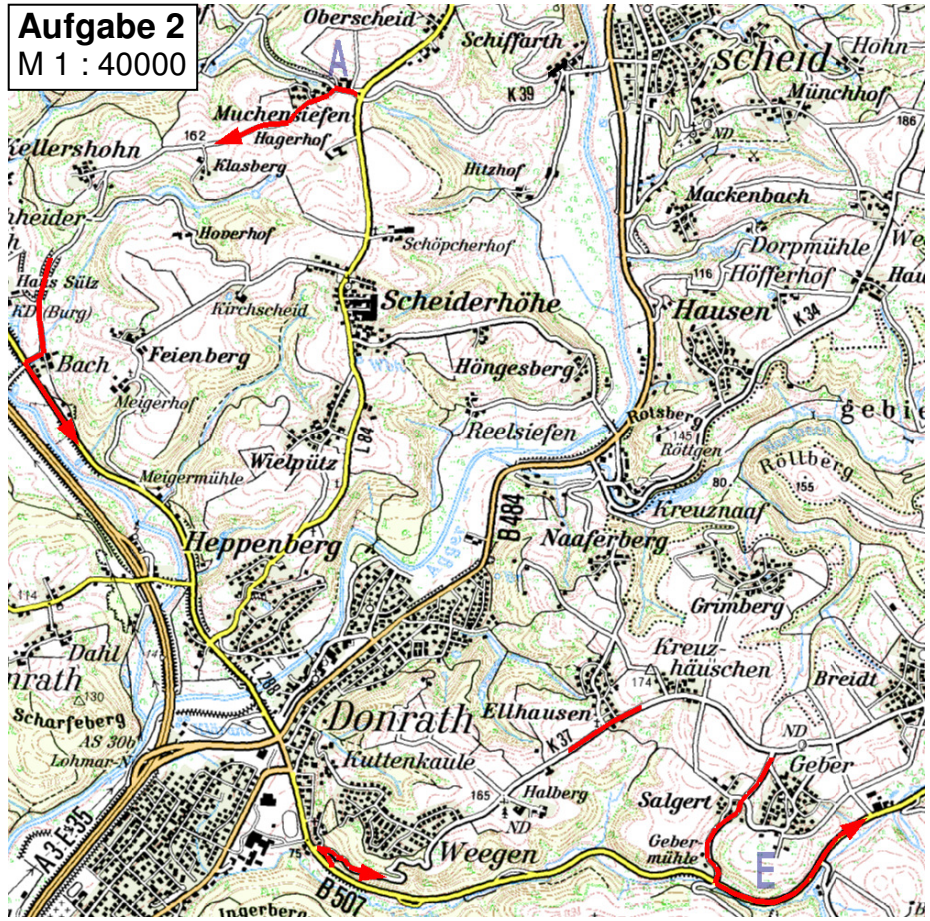 Aufgabe 2
M 1 : 40000
Oberscheid
A
Schiffarth
scheid
Hohn
Münchhof
K 39
Muchensiefen
ND
186
162
Hagerhof
Kellershohn
Klasberg
Hitzhof
Mackenbach
Hoverhof
Schöpcherhof
Dorpmühle
116
Höfferhof
Haus Sülz
KD (Burg)
Kirchscheid
Scheiderhöhe
Hausen
K 34
Bach
Feienberg
Höngesberg
Meigerhof
Rotsberg
gebie
Reelsiefen
145
Röttgen
L 84
Wielpütz
Röllberg
155
80
Meigermühle
B 484
Kreuznaaf
Heppenberg
Agger
Naaferberg
114
Grimberg
Dahl
Kreuz-
häuschen
nrath
L 288
174
Breidt
130
Scharfeberg
Donrath
Ellhausen
AS 30b
K 37
ND
Lohmar-N
Kuttenkaule
Geber
165
Halberg
Salgert
ND
A 3 E 35
Weegen
Geber-
mühle
E
B 507
Ingerberg